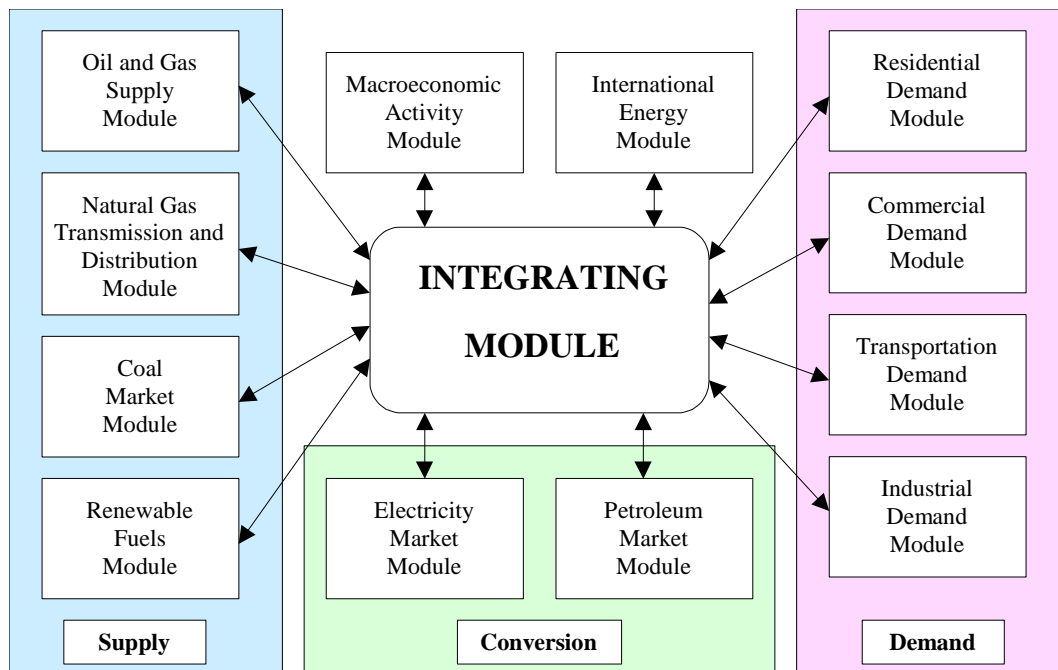 Oil and Gas
Supply
Module
Natural Gas
Transmission and
Distribution
Module
Coal
Market
Module
Renewable
Fuels
Module
Supply
Macroeconomic
Activity
Module
International
Energy
Module
INTEGRATING
MODULE
Electricity
Market
Module
Petroleum
Market
Module
Conversion
Residential
Demand
Module
Commercial
Demand
Module
Transportation
Demand
Module
Industrial
Demand
Module
Demand